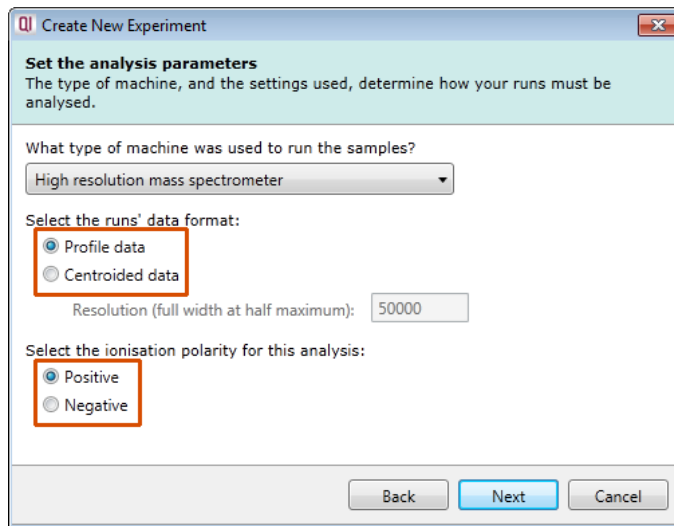 QI Create New Experiment
Set the analysis parameters
The type of machine, and the settings used, determine how your runs must be
analysed.
What type of machine was used to run the samples?
High resolution mass spectrometer
Select the runs' data format:
Profile data
Centroided data
Resolution (full width at half maximum): 50000
Select the ionisation polarity for this analysis:
Positive
Negative
Back Next Cancel